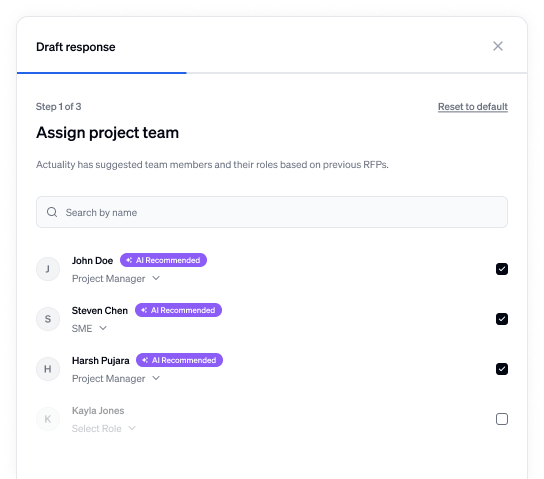 Draft response
Step 1 of 3
Reset to default
Assign project team
Actuality has suggested team members and their roles based on previous RFPs.
Search by name
J
John Doe
AI Recommended
Project Manager
S
Steven Chen
AI Recommended
SME
H
Harsh Pujara
AI Recommended
Project Manager
K
Kayla Jones
Select Role